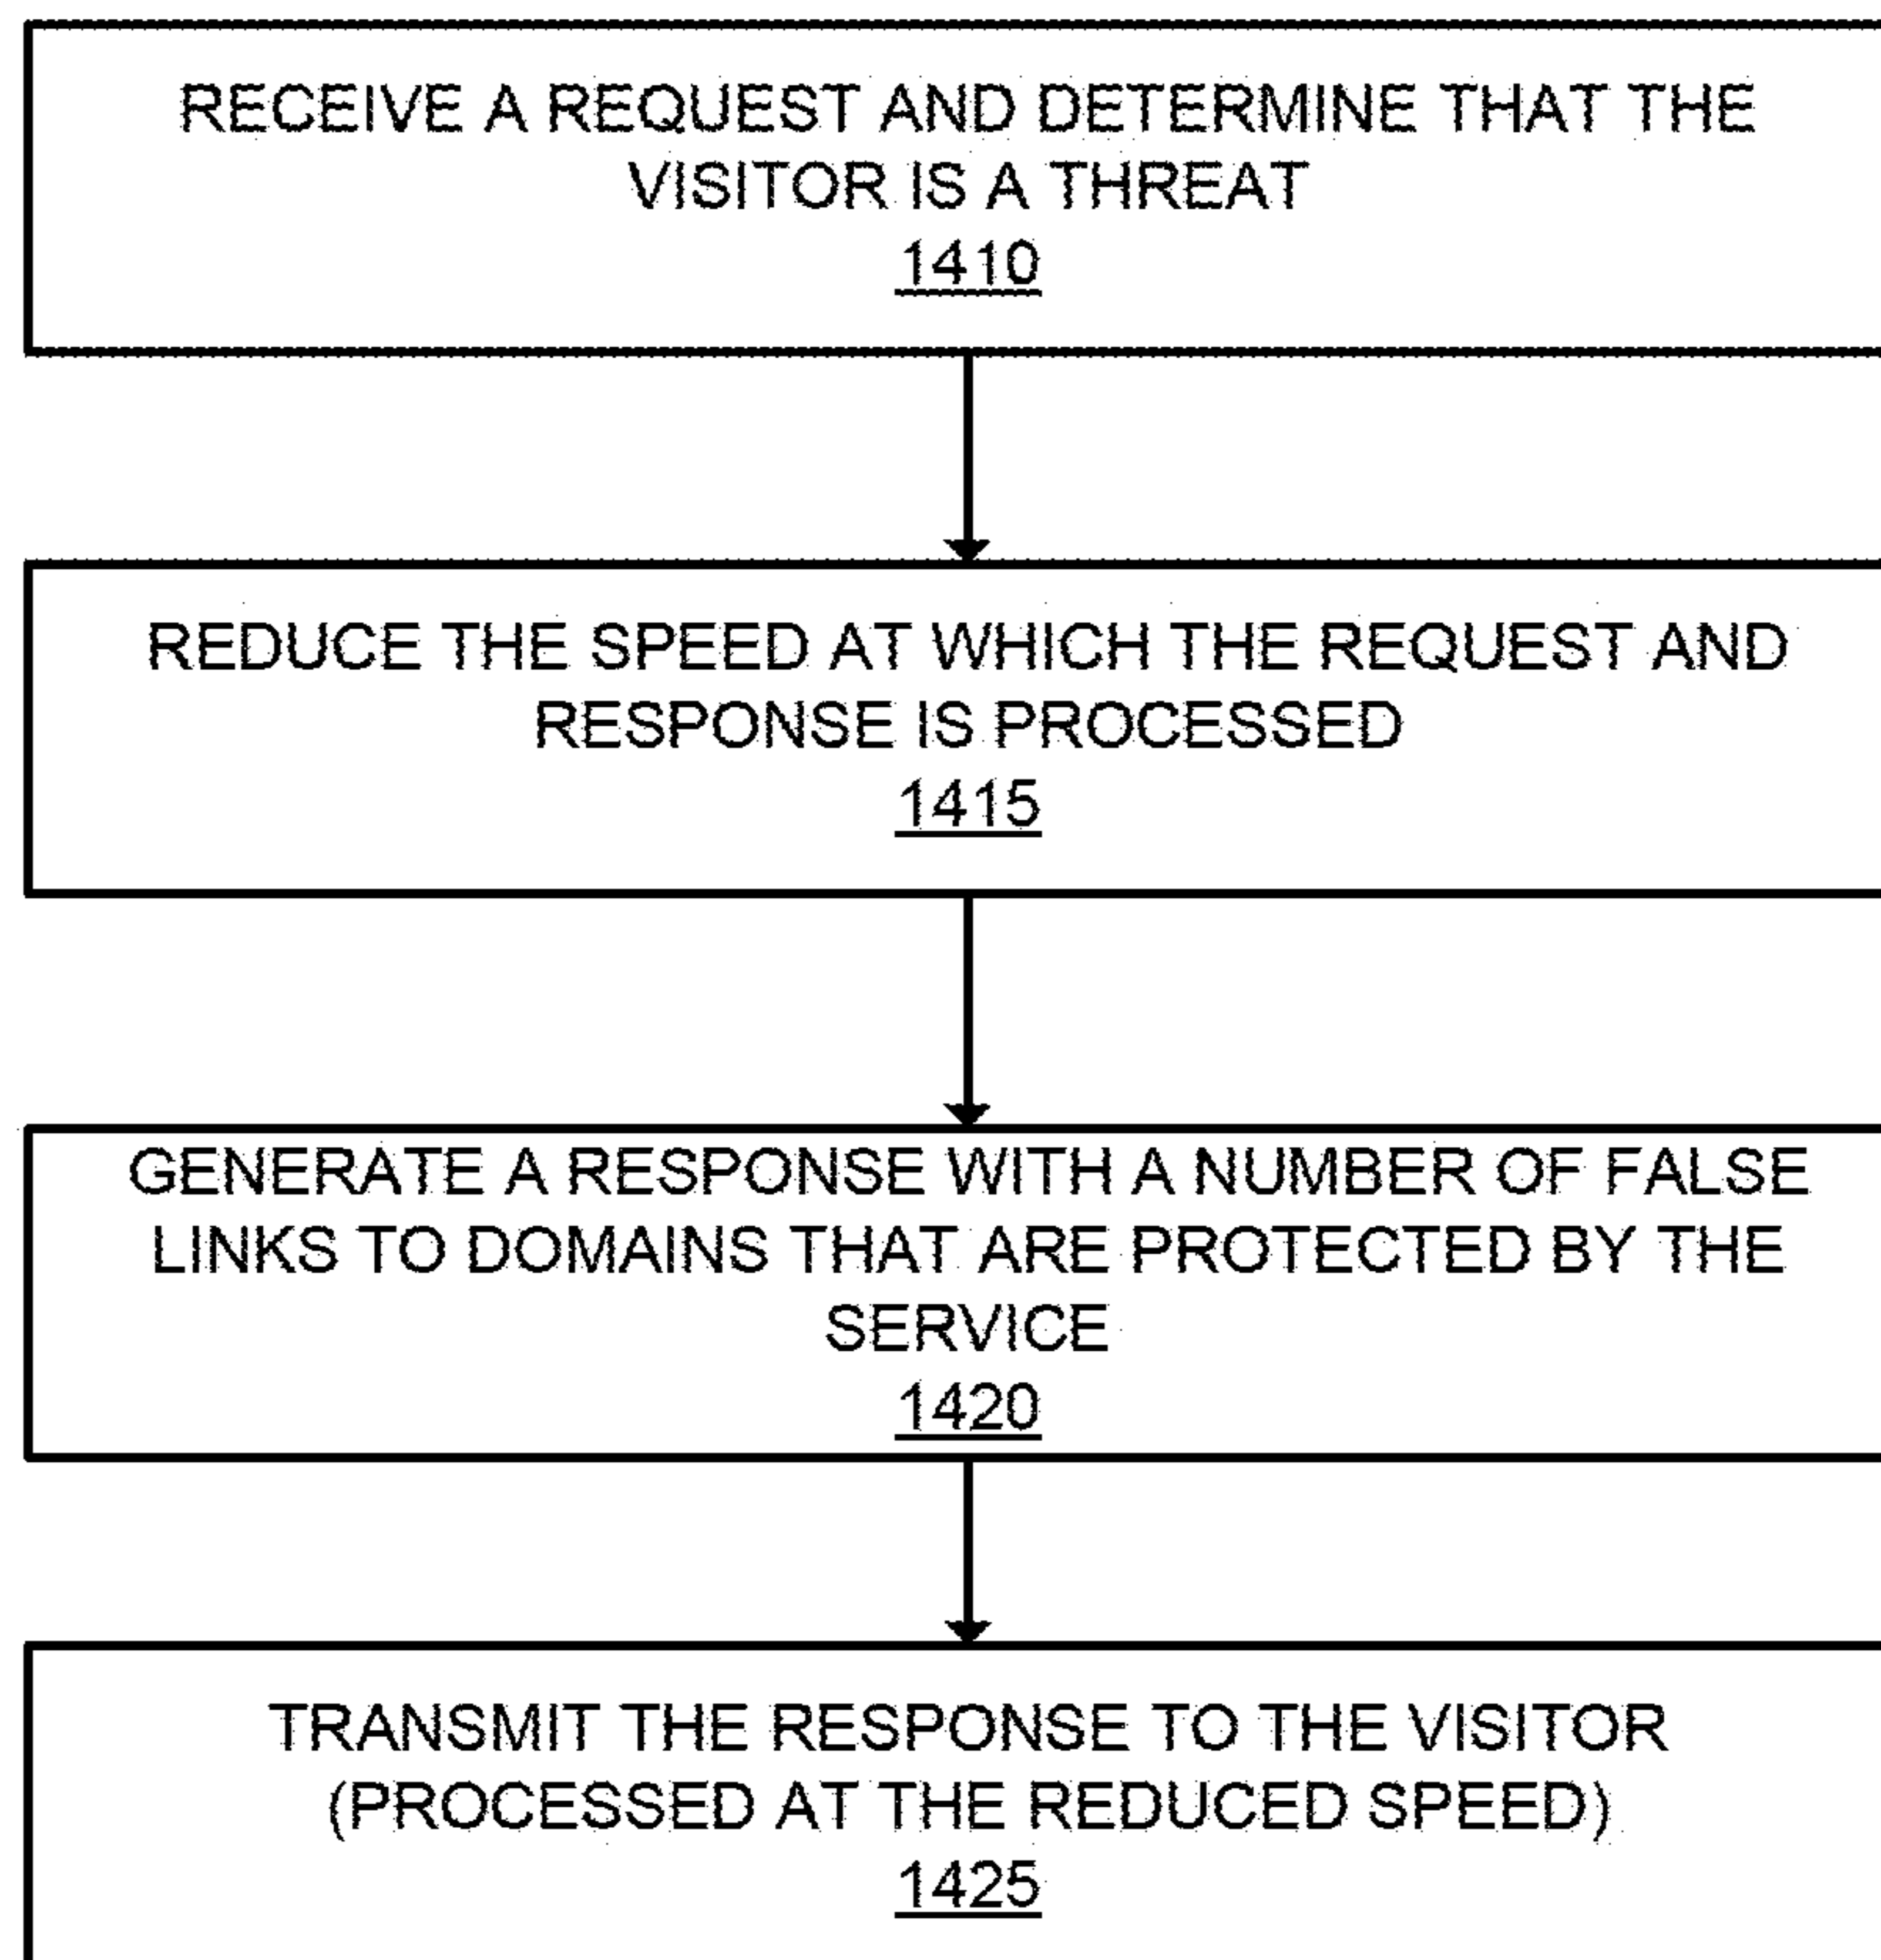 RECEIVE A REQUEST AND DETERMINE THAT THE
VISITOR IS A THREAT
1410
REDUCE THE SPEED AT WHICH THE REQUEST AND
RESPONSE IS PROCESSED
1415
GENERATE A RESPONSE WITH A NUMBER OF FALSE
LINKS TO DOMAINS THAT ARE PROTECTED BY THE
SERVICE
1420
TRANSMIT THE RESPONSE TO THE VISITOR
(PROCESSED AT THE REDUCED SPEED)
1425